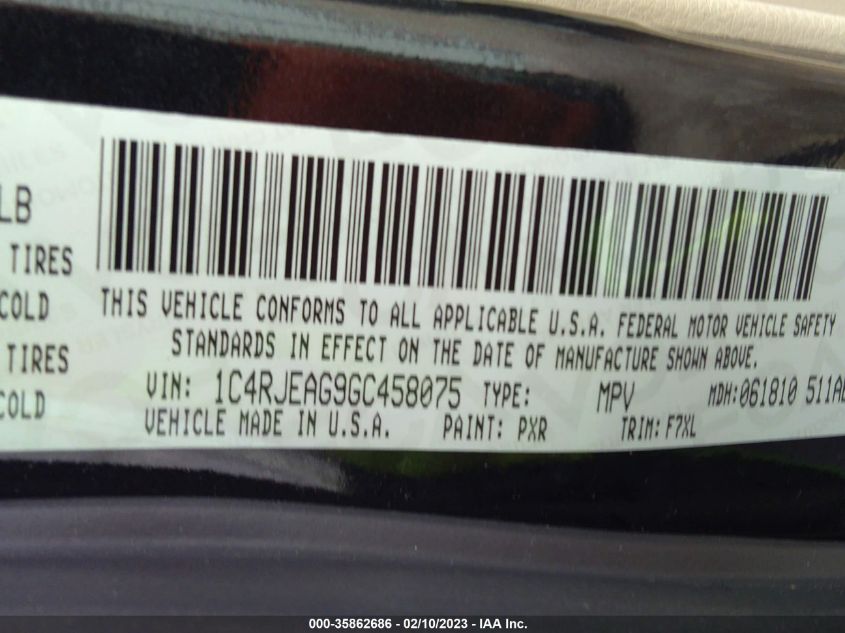 LB
TIRES
COLD
TIRES
COLD
THIS VEHICLE CONFORMS TO ALL APPLICABLE U.S.A. FEDERAL MOTOR VEHICLE SAFETY
STANDARDS IN EFFECT ON THE DATE OF MANUFACTURE SHOWN ABOVE.
VIN: 1C4RJEAG9GC458075 TYPE: MPV MDH:061810 511A
VEHICLE MADE IN U.S.A. PAINT: PXR TRIM: F7XL
000-35862686 - 02/10/2023 - IAA Inc.